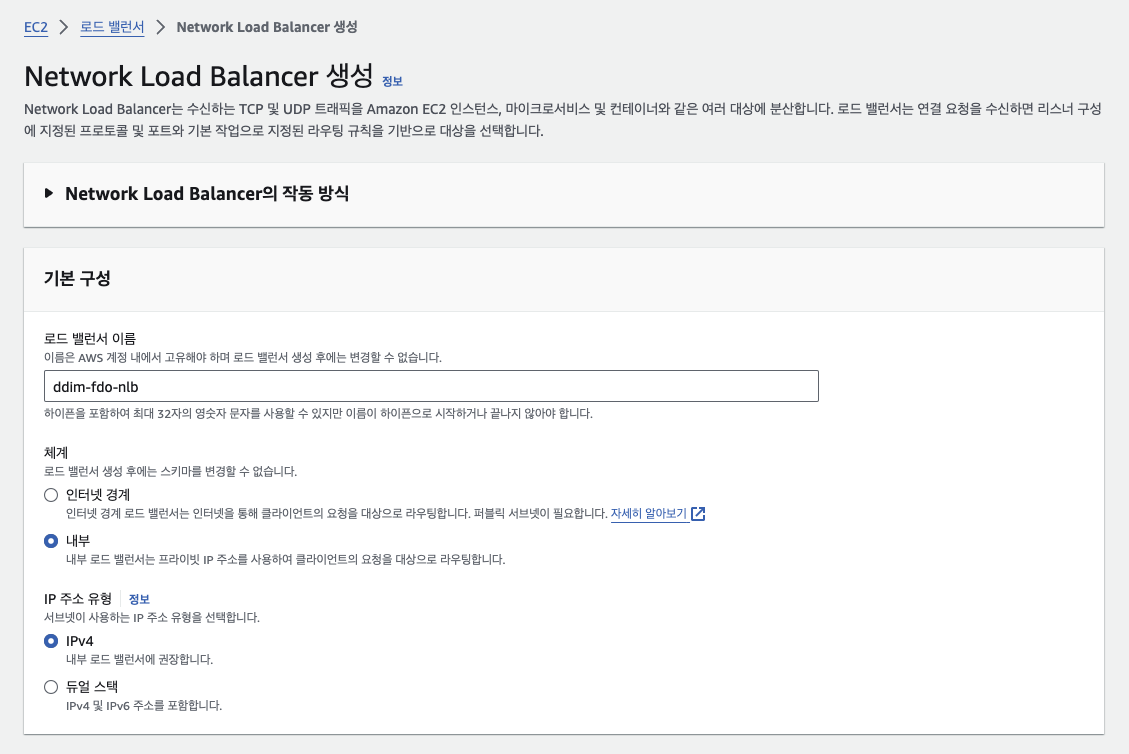 EC2 > 로드 밸런서 > Network Load Balancer 생성
Network Load Balancer 생성 정보
Network Load Balancer는 수신하는 TCP 및 UDP 트래픽을 Amazon EC2 인스턴스, 마이크로서비스 및 컨테이너와 같은 여러 대상에 분산합니다. 로드 밸런서는 연결 요청을 수신하면 리스너 구성
에 지정된 프로토콜 및 포트와 기본 작업으로 지정된 라우팅 규칙을 기반으로 대상을 선택합니다.
Network Load Balancer의 작동 방식
기본 구성
로드 밸런서 이름
이름은 AWS 계정 내에서 고유해야 하며 로드 밸런서 생성 후에는 변경할 수 없습니다.
ddim-fdo-nlb
하이픈을 포함하여 최대 32자의 영숫자 문자를 사용할 수 있지만 이름이 하이픈으로 시작하거나 끝나지 않아야 합니다.
체계
로드 밸런서 생성 후에는 스키마를 변경할 수 없습니다.
인터넷 경계
인터넷 경계 로드 밸런서는 인터넷을 통해 클라이언트의 요청을 대상으로 라우팅합니다. 퍼블릭 서브넷이 필요합니다. 자세히 알아보기
내부
내부 로드 밸런서는 프라이빗 IP 주소를 사용하여 클라이언트의 요청을 대상으로 라우팅합니다.
IP 주소 유형 정보
서브넷이 사용하는 IP 주소 유형을 선택합니다.
IPv4
내부 로드 밸런서에 권장합니다.
듀얼 스택
IPv4 및 IPv6 주소를 포함합니다.